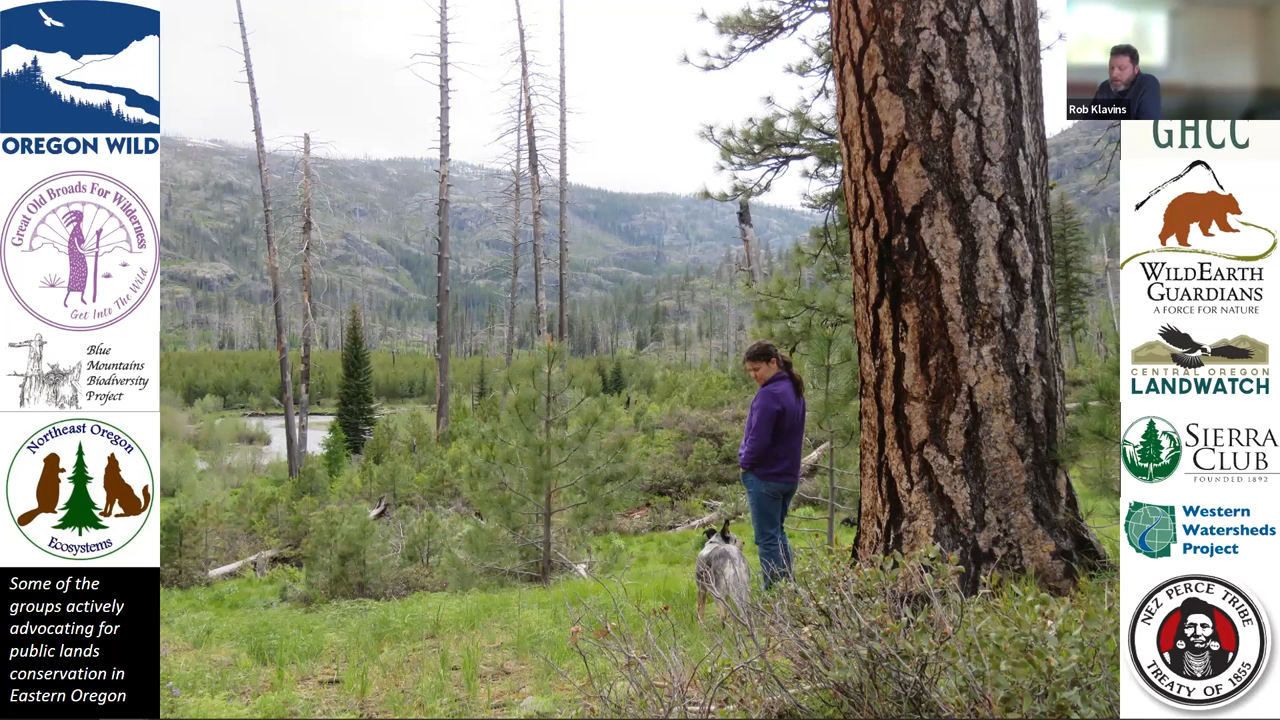 OREGON WILD
Great Old Broads For Wilderness
Get Into The Wild
Blue
Mountains
Biodiversity
Project
Northeast Oregon
Ecosystems
Some of the
groups actively
advocating for
public lands
conservation in
Eastern Oregon
Rob Klavins
GHCC
WILDEARTH
GUARDIANS
A FORCE FOR NATURE
CENTRAL OREGON
LANDWATCH
SIERRA
CLUB
FOUNDED 1892
Western
Watersheds
Project
NEZ PERCE TRIBE
TREATY OF 1855